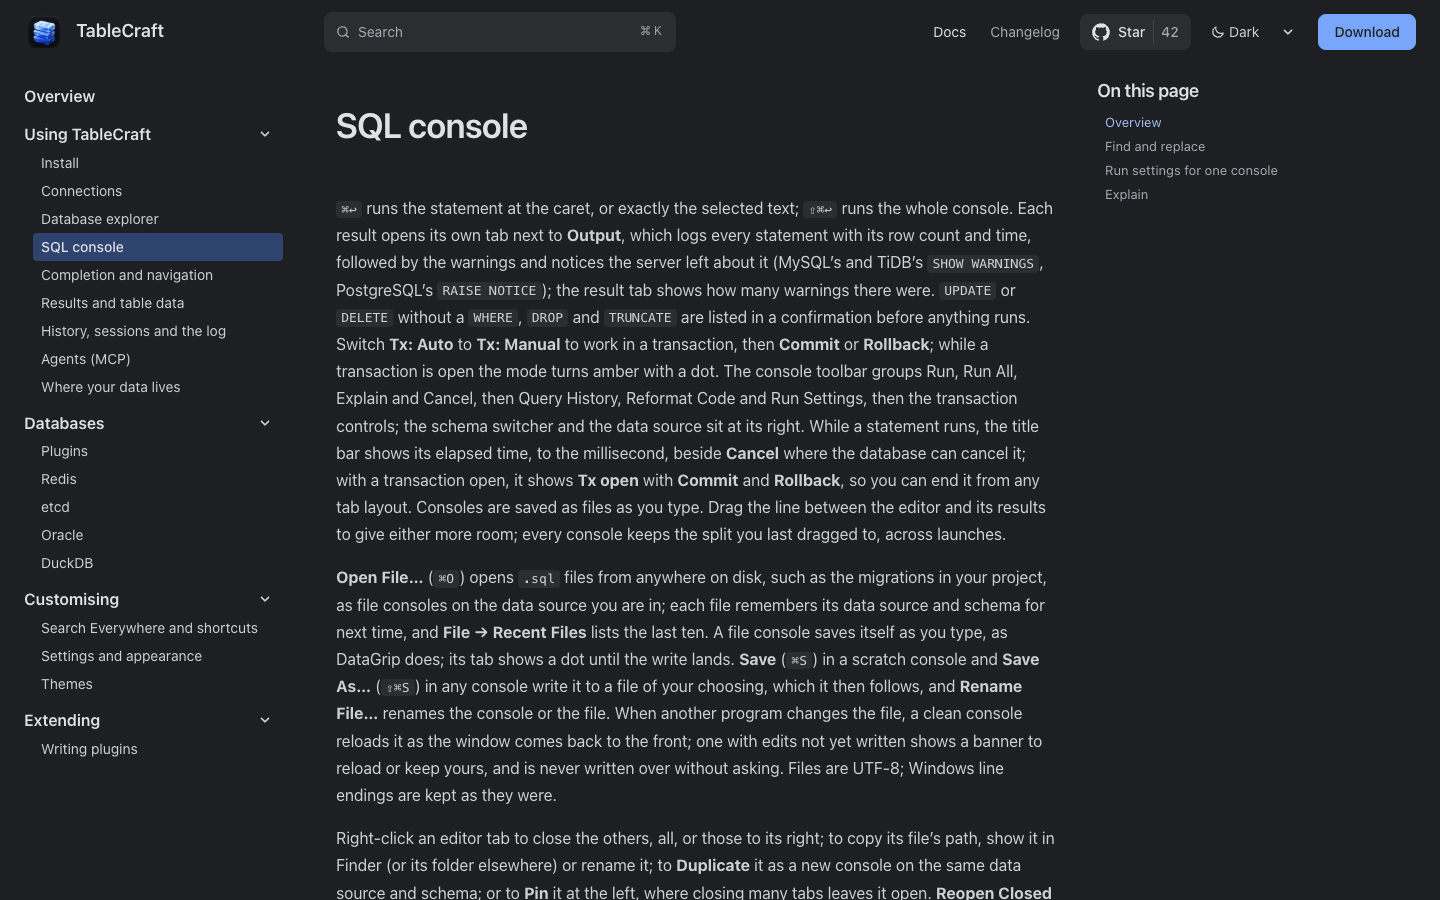 TableCraft
Search
⌘ K
Docs
Changelog
Star
42
Dark
Download
Overview
Using TableCraft
Install
Connections
Database explorer
SQL console
Completion and navigation
Results and table data
History, sessions and the log
Agents (MCP)
Where your data lives
Databases
Plugins
Redis
etcd
Oracle
DuckDB
Customising
Search Everywhere and shortcuts
Settings and appearance
Themes
Extending
Writing plugins
SQL console
⌘↩ runs the statement at the caret, or exactly the selected text; ⇧⌘↩ runs the whole console. Each
result opens its own tab next to Output, which logs every statement with its row count and time,
followed by the warnings and notices the server left about it (MySQL’s and TiDB’s SHOW WARNINGS,
PostgreSQL’s RAISE NOTICE); the result tab shows how many warnings there were. UPDATE or
DELETE without a WHERE, DROP and TRUNCATE are listed in a confirmation before anything runs.
Switch Tx: Auto to Tx: Manual to work in a transaction, then Commit or Rollback; while a
transaction is open the mode turns amber with a dot. The console toolbar groups Run, Run All,
Explain and Cancel, then Query History, Reformat Code and Run Settings, then the transaction
controls; the schema switcher and the data source sit at its right. While a statement runs, the title
bar shows its elapsed time, to the millisecond, beside Cancel where the database can cancel it;
with a transaction open, it shows Tx open with Commit and Rollback, so you can end it from any
tab layout. Consoles are saved as files as you type. Drag the line between the editor and its results
to give either more room; every console keeps the split you last dragged to, across launches.
Open File… (⌘O) opens .sql files from anywhere on disk, such as the migrations in your project,
as file consoles on the data source you are in; each file remembers its data source and schema for
next time, and File → Recent Files lists the last ten. A file console saves itself as you type, as
DataGrip does; its tab shows a dot until the write lands. Save (⌘S) in a scratch console and Save
As… (⇧⌘S) in any console write it to a file of your choosing, which it then follows, and Rename
File… renames the console or the file. When another program changes the file, a clean console
reloads it as the window comes back to the front; one with edits not yet written shows a banner to
reload or keep yours, and is never written over without asking. Files are UTF-8; Windows line
endings are kept as they were.
Right-click an editor tab to close the others, all, or those to its right; to copy its file’s path, show it in
Finder (or its folder elsewhere) or rename it; to Duplicate it as a new console on the same data
source and schema; or to Pin it at the left, where closing many tabs leaves it open. Reopen Closed
On this page
Overview
Find and replace
Run settings for one console
Explain